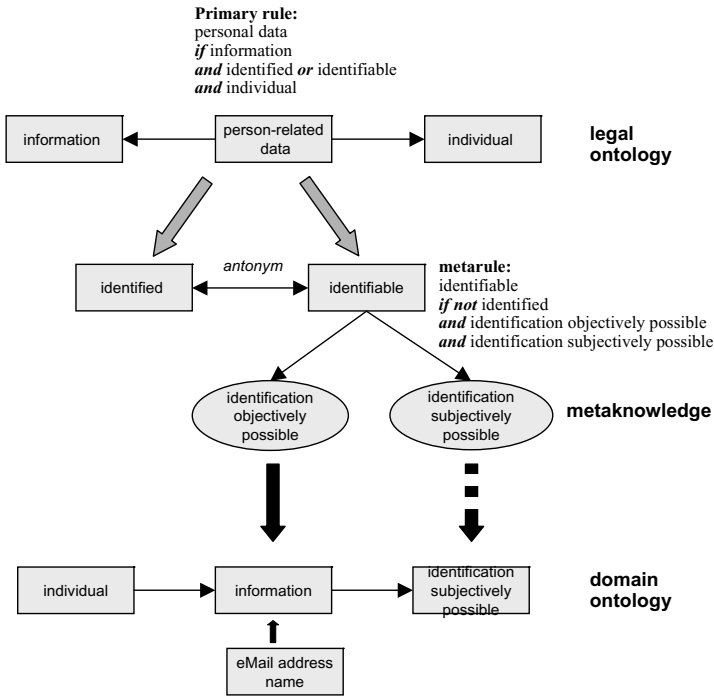 Primary rule:
personal data
if information
and identified or identifiable
and individual
information
person-related
data
individual
legal
ontology
identified
antonym
identifiable
metarule:
identifiable
if not identified
and identification objectively possible
and identification subjectively possible
identification
objectively
possible
identification
subjectively
possible
metaknowledge
individual
information
identification
subjectively
possible
domain
ontology
eMail address
name